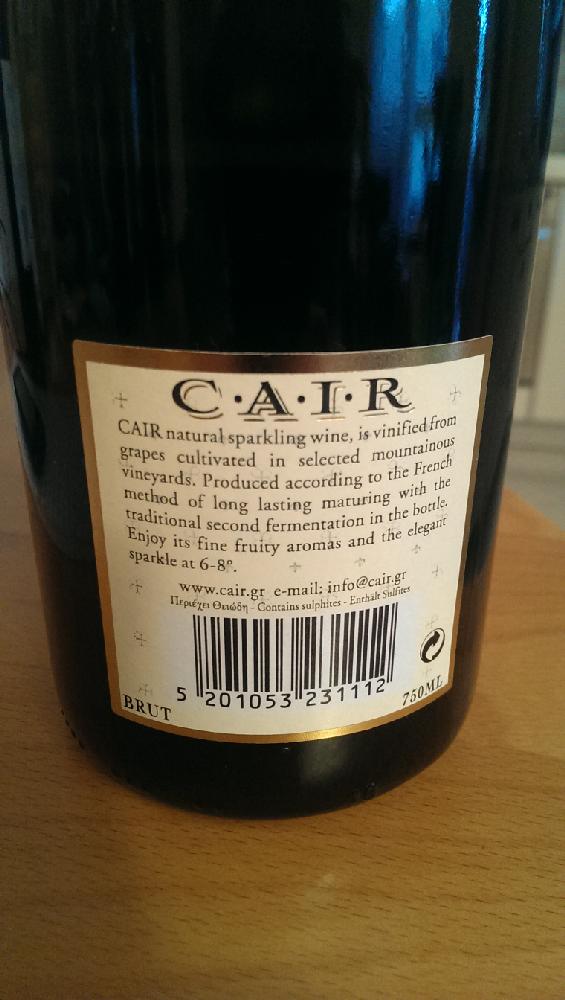 C·A·I·R
CAIR natural sparkling wine, is vinified from
grapes cultivated in selected mountainous
vineyards. Produced according to the French
method of long lasting maturing with the
traditional second fermentation in the bottle.
Enjoy its fine fruity aromas and the elegant
sparkle at 6-8°.
www.cair.gr e-mail: info@cair.gr
Περιέχει Θειώδη - Contains sulphites - Enthält Sulfites
5 201053 231112
BRUT
750ML